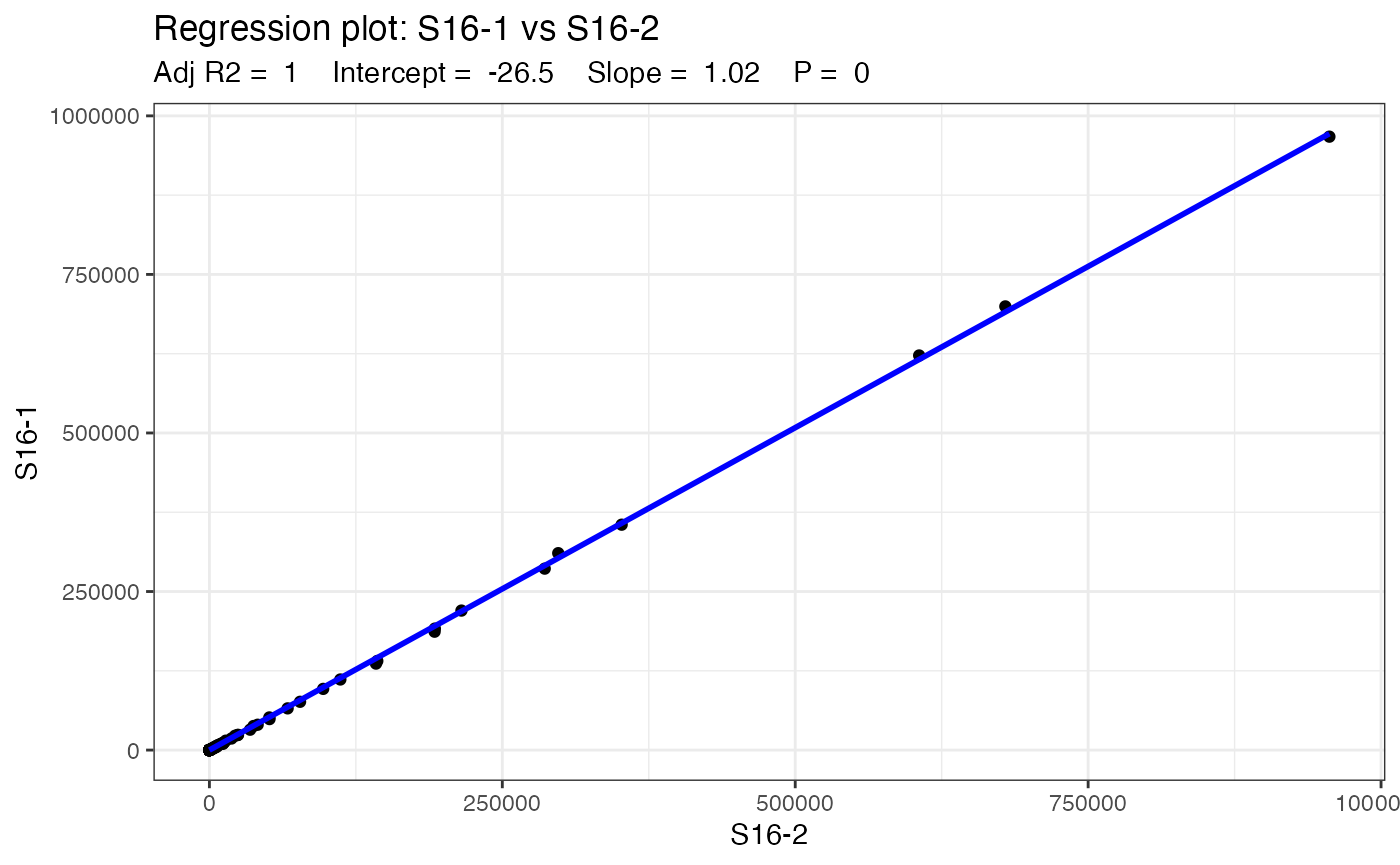 Regression plot: S16-1 vs S16-2
Adj R2 =  1    Intercept =  -26.5    Slope =  1.02    P =  0
1000000
750000
500000
250000
0
S16-1
0 250000 500000 750000 10000
S16-2